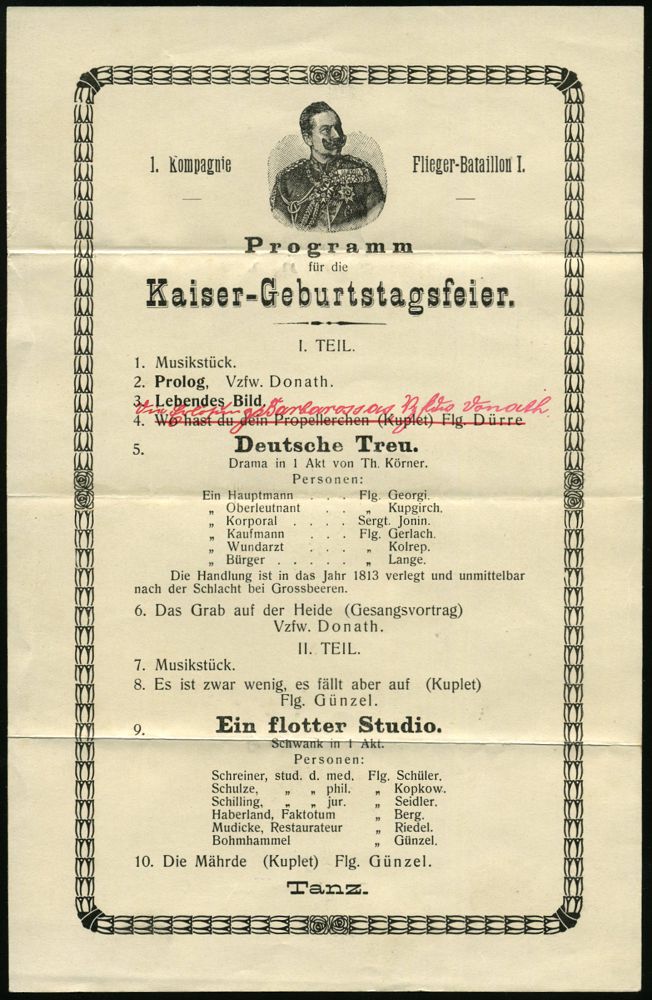 1. Kompagnie
Flieger-Bataillon I.
Programm
für die
Kaiser-Geburtstagsfeier.
I. TEIL.
1. Musikstück.
2. Prolog, Vzfw. Donath.
3. Lebendes Bild.
Barbarossas Donath.
4. Wo hast du dein Propellerchen (Kuplet) Flg. Dürre
5. Deutsche Treu.
Drama in 1 Akt von Th. Körner.
Personen:
Ein Hauptmann . . . Flg. Georgi.
„ Oberleutnant . . „ Kupgirch.
„ Korporal . . . . Sergt. Jonin.
„ Kaufmann . . . Flg. Gerlach.
„ Wundarzt . . . „ Kolrep.
„ Bürger . . . . . „ Lange.
Die Handlung ist in das Jahr 1813 verlegt und unmittelbar
nach der Schlacht bei Grossbeeren.
6. Das Grab auf der Heide (Gesangsvortrag)
Vzfw. Donath.
II. TEIL.
7. Musikstück.
8. Es ist zwar wenig, es fällt aber auf (Kuplet)
Flg. Günzel.
9. Ein flotter Studio.
Schwank in 1 Akt.
Personen:
Schreiner, stud. d. med. Flg. Schüler.
Schulze, „ „ phil. „ Kopkow.
Schilling, „ „ jur. „ Seidler.
Haberland, Faktotum „ Berg.
Mudicke, Restaurateur „ Riedel.
Bohmhammel „ Günzel.
10. Die Mährde (Kuplet) Flg. Günzel.
Tanz.